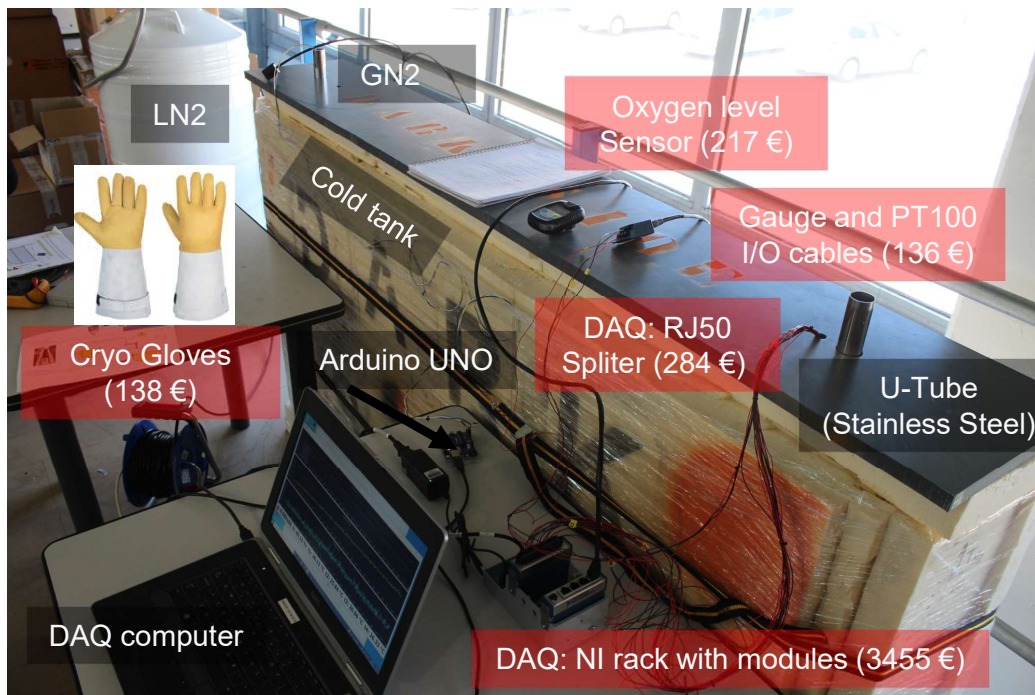 GN2
LN2
Oxygen level
Sensor (217 €)
Cold tank
Gauge and PT100
I/O cables (136 €)
DAQ: RJ50
Spliter (284 €)
Cryo Gloves
(138 €)
Arduino UNO
U-Tube
(Stainless Steel)
DAQ computer
DAQ: NI rack with modules (3455 €)